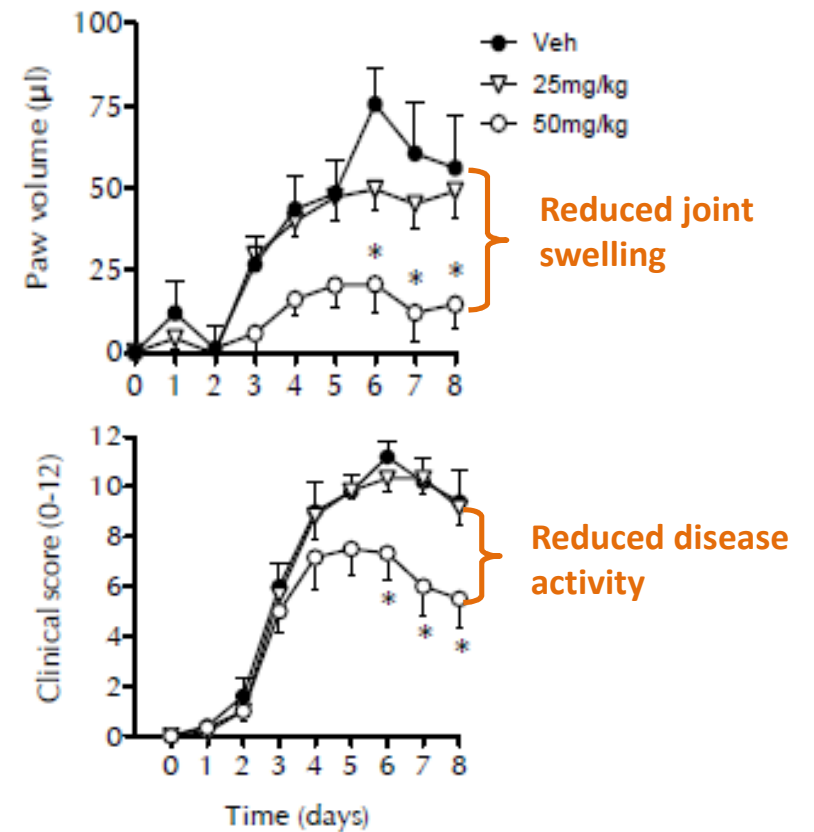 100
75
50
25
0
Paw volume (µl)
Veh
25mg/kg
50mg/kg
Reduced joint
swelling
*
*
*
0 1 2 3 4 5 6 7 8
12
10
8
6
4
2
0
Clinical score (0-12)
Reduced disease
activity
*
*
*
0 1 2 3 4 5 6 7 8
Time (days)